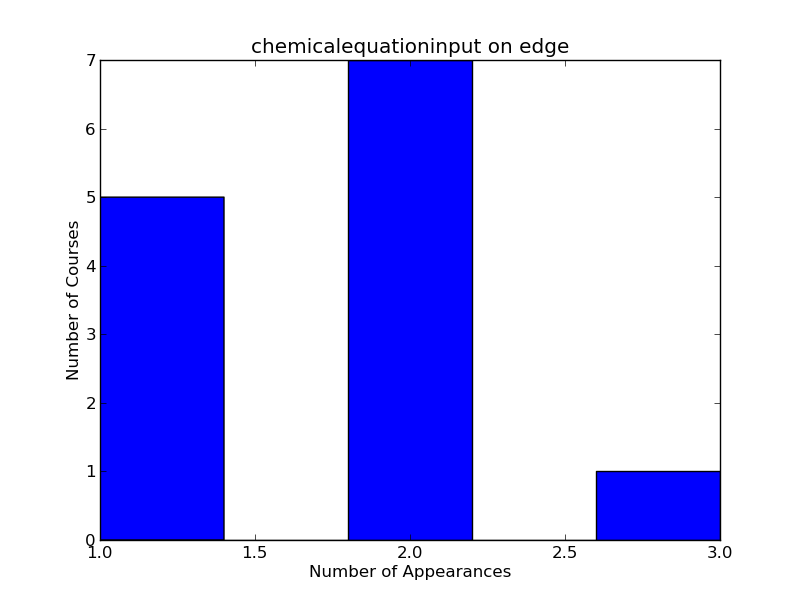 chemicalequationinput on edge
7
6
5
4
3
2
1
0
Number of Courses
1.0 1.5 2.0 2.5 3.0
Number of Appearances